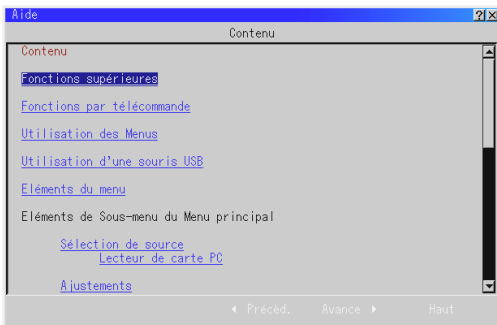 Aide
Contenu
Contenu
Fonctions supérieures
Fonctions par télécommande
Utilisation des Menus
Utilisation d'une souris USB
Eléments du menu
Eléments de Sous-menu du Menu principal
Sélection de source
Lecteur de carte PC
Ajustements
Précéd. Avance Haut